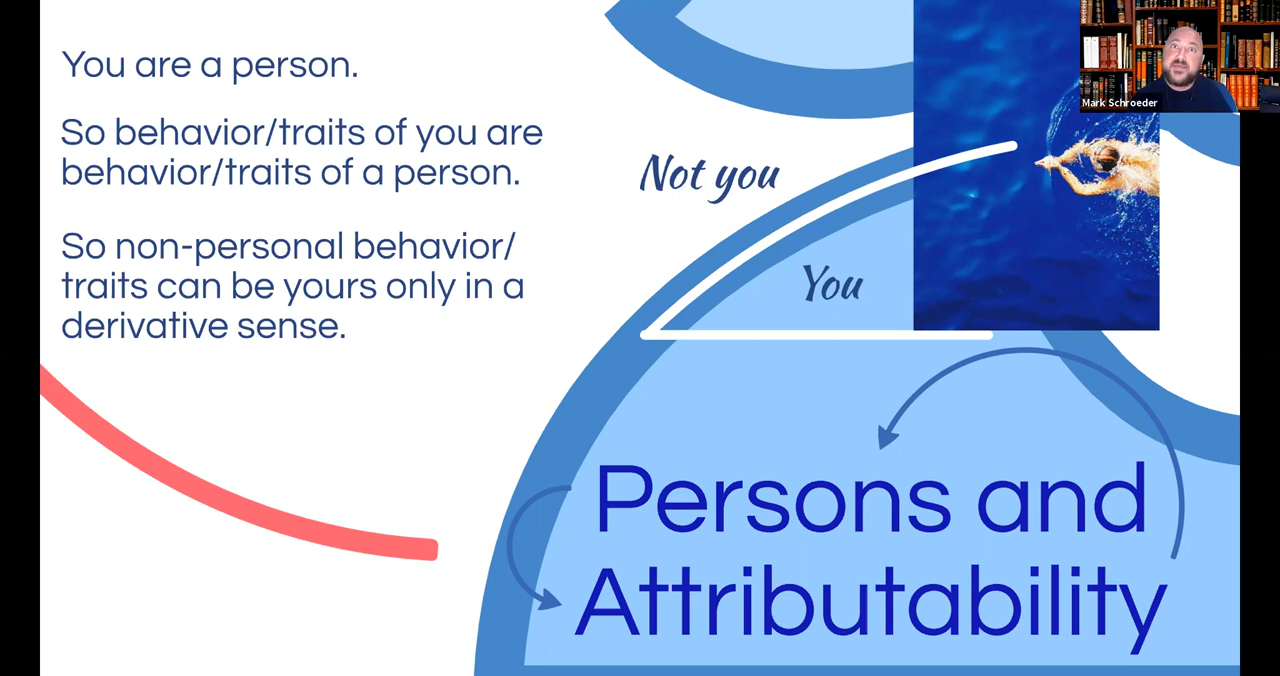 You are a person.
So behavior/traits of you are
behavior/traits of a person.
So non-personal behavior/
traits can be yours only in a
derivative sense.
Not you
You
Persons and
Attributability
Mark Schroeder